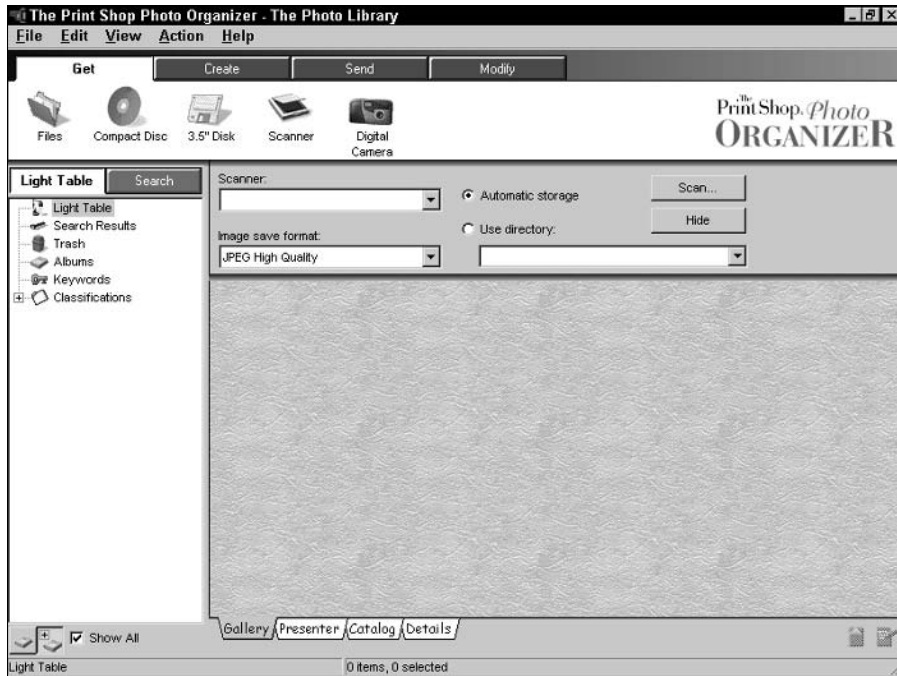 The Print Shop Photo Organizer - The Photo Library
File Edit View Action Help
Get Create Send Modify
Files Compact Disc 3.5" Disk Scanner Digital Camera
The Print Shop. Photo
ORGANIZER
Light Table Search
Light Table
Search Results
Trash
Albums
Keywords
Classifications
Scanner:
Automatic storage
Scan...
Image save format:
Use directory:
Hide
JPEG High Quality
Gallery Presenter Catalog Details
Show All
Light Table
0 items, 0 selected